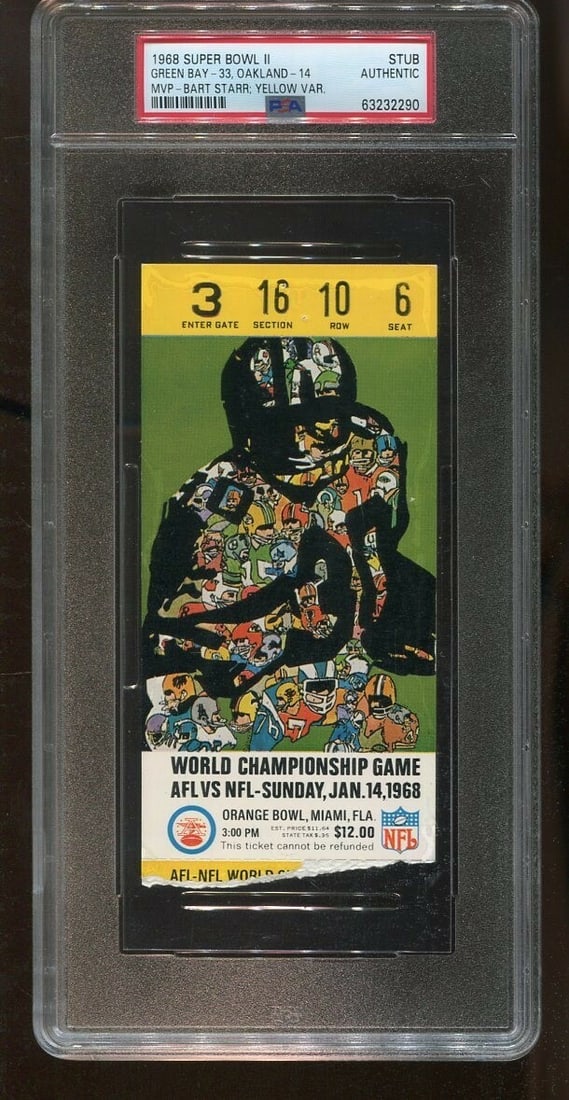 1968 SUPER BOWL II STUB
GREEN BAY - 33, OAKLAND - 14 AUTHENTIC
MVP - BART STARR; YELLOW VAR.
PSA 63232290
3 16 10 6
ENTER GATE SECTION ROW SEAT
WORLD CHAMPIONSHIP GAME
AFL VS NFL-SUNDAY, JAN. 14, 1968
ORANGE BOWL, MIAMI, FLA.
3:00 PM EST. PRICE $11.64 STATE TAX $.36 $12.00
This ticket cannot be refunded
NFL
AFL-NFL WORLD